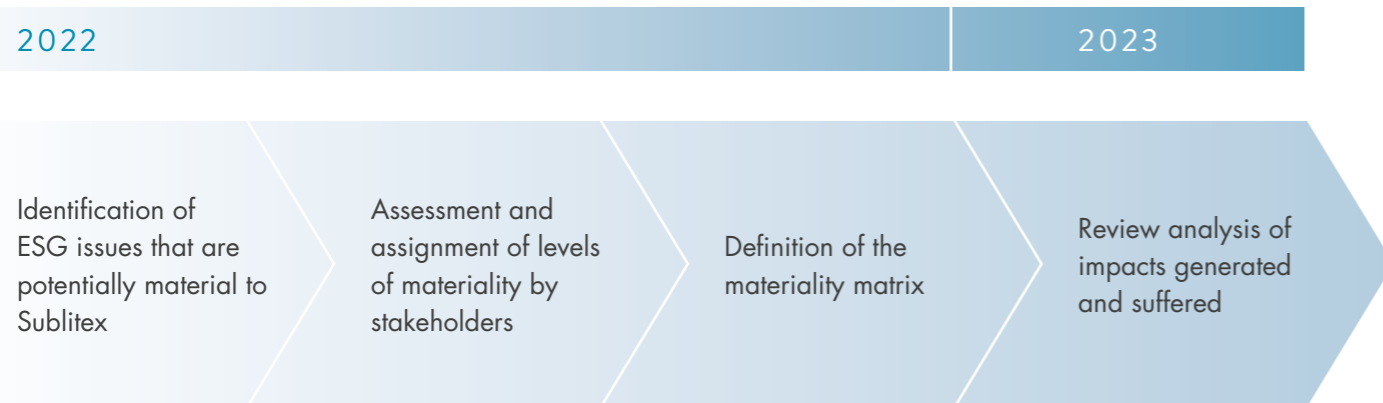 2022
2023
Identification of
ESG issues that are
potentially material to
Sublitex
Assessment and
assignment of levels
of materiality by
stakeholders
Definition of the
materiality matrix
Review analysis of
impacts generated
and suffered